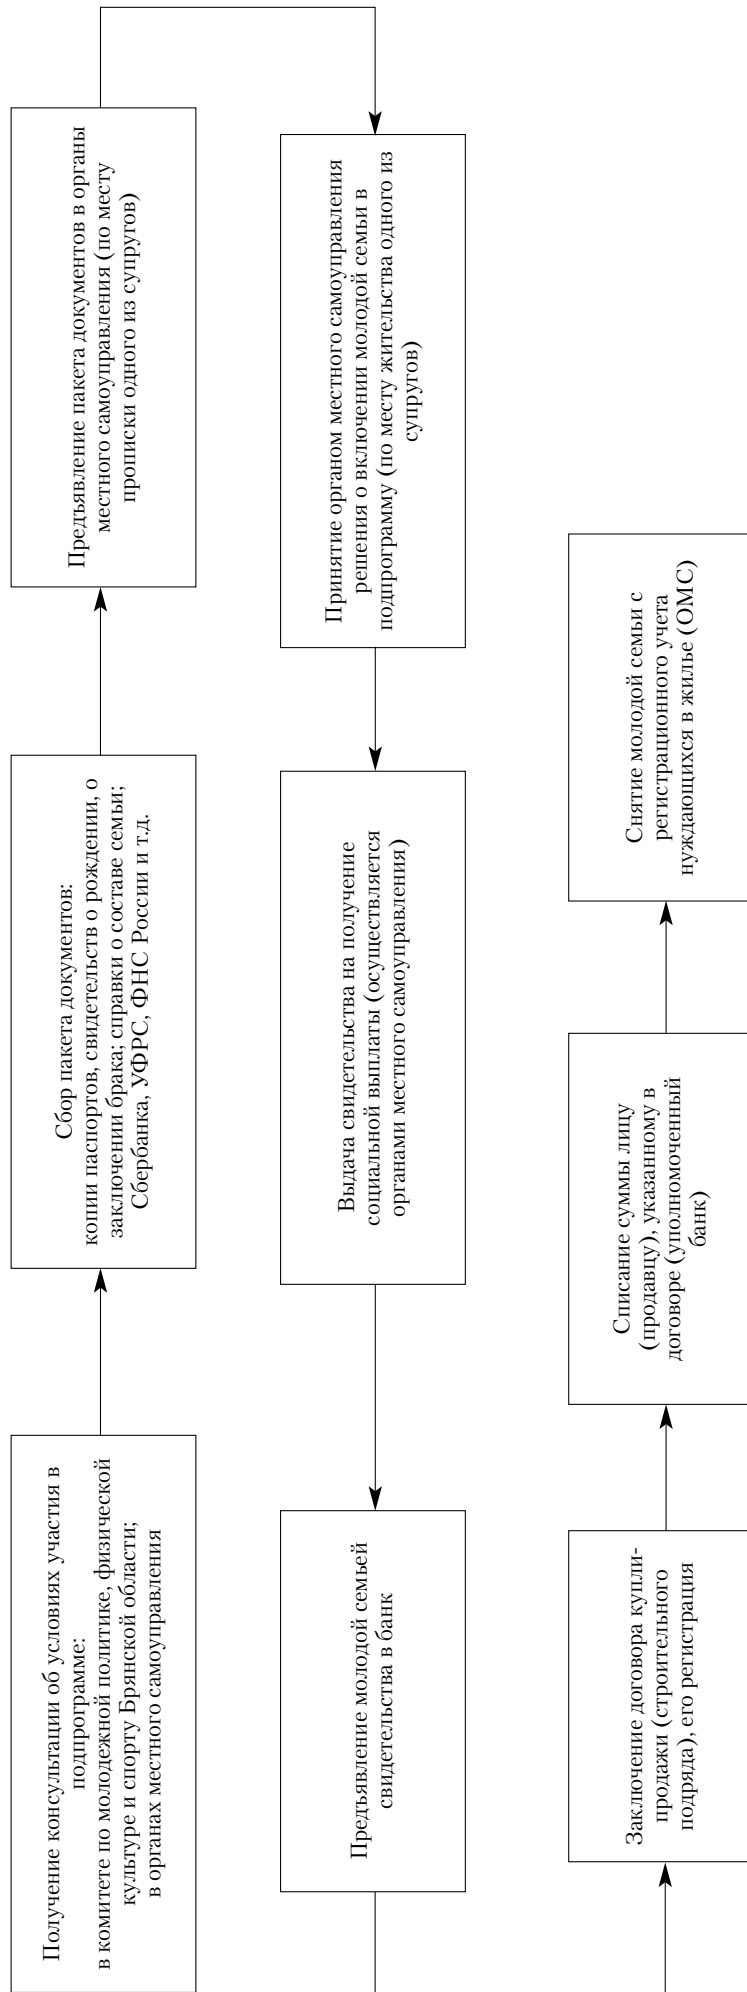 Получение консультации об условиях участия в
подпрограмме:
в комитете по молодежной политике, физической
культуре и спорту Брянской области;
в органах местного самоуправления
Сбор пакета документов:
копии паспортов, свидетельств о рождении, о
заключении брака; справки о составе семьи;
Сбербанка, УФРС, ФНС России и т.д.
Предъявление пакета документов в органы
местного самоуправления (по месту
прописки одного из супругов)
Принятие органом местного самоуправления
решения о включении молодой семьи в
подпрограмму (по месту жительства одного из
супругов)
Выдача свидетельства на получение
социальной выплаты (осуществляется
органами местного самоуправления)
Предъявление молодой семьей
свидетельства в банк
Заключение договора купли-
продажи (строительного
подряда), его регистрация
Списание суммы лицу
(продавцу), указанному в
договоре (уполномоченный
банк)
Снятие молодой семьи с
регистрационного учета
нуждающихся в жилье (ОМС)